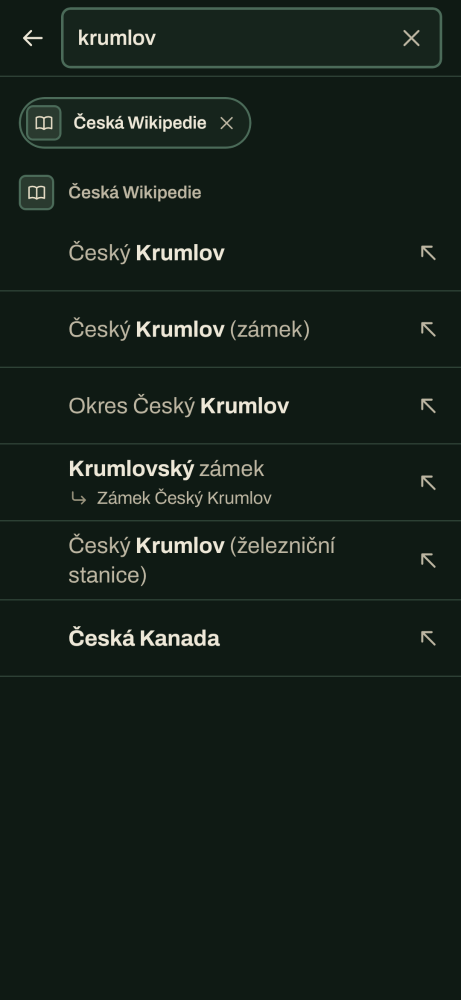 krumlov
Česká Wikipedie
Česká Wikipedie
Český Krumlov
Český Krumlov (zámek)
Okres Český Krumlov
Krumlovský zámek
Zámek Český Krumlov
Český Krumlov (železniční
stanice)
Česká Kanada